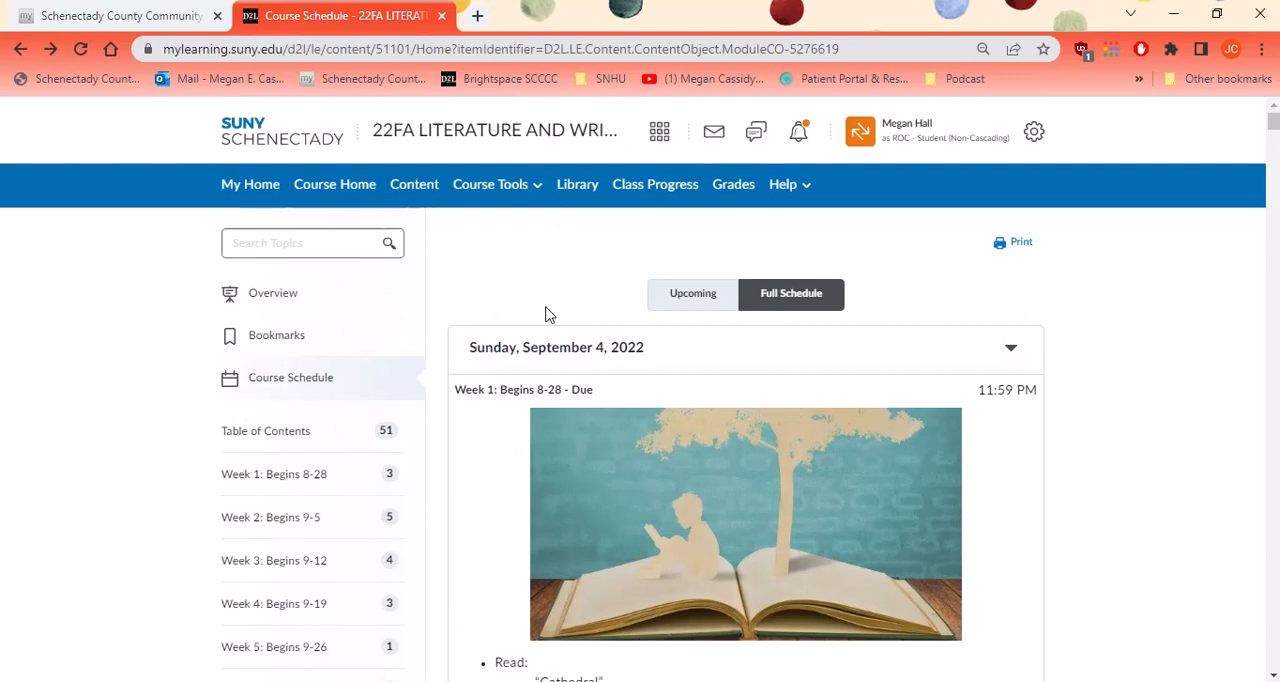 Schenectady County Community
Course Schedule - 22FA LITERAT
mylearning.suny.edu/d2l/le/content/51101/Home?itemIdentifier=D2L.LE.Content.ContentObject.ModuleCO-5276619
1
JC
Schenectady Count...
Mail - Megan E. Cas...
my
Schenectady Count...
D2L
Brightspace SCCCC
SNHU
(1) Megan Cassidy...
Patient Portal & Res...
Podcast
»
Other bookmarks
SUNY
SCHENECTADY
22FA LITERATURE AND WRI...
Megan Hall
as ROC - Student (Non-Cascading)
My Home
Course Home
Content
Course Tools
Library
Class Progress
Grades
Help
Search Topics
Print
Overview
Upcoming
Full Schedule
Bookmarks
Sunday, September 4, 2022
Course Schedule
Week 1: Begins 8-28 - Due
11:59 PM
Table of Contents 51
Week 1: Begins 8-28 3
Week 2: Begins 9-5 5
Week 3: Begins 9-12 4
Week 4: Begins 9-19 3
Week 5: Begins 9-26 1
• Read:
"Cathedral"